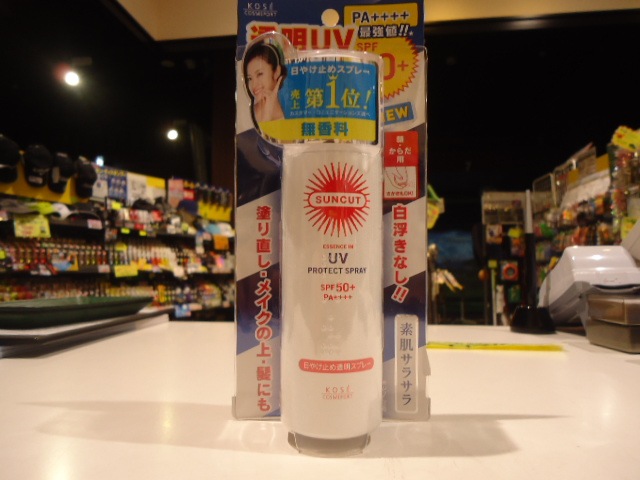 KOSÉ
COSMEPORT
透明UV
PA++++
最強値!!
SPF
50+
NEW
日やけ止めスプレー
売上
第1位!
無香料
顔・からだ用
SUNCUT
ESSENCE IN
UV
PROTECT SPRAY
SPF50+
PA++++
日やけ止め透明スプレー
KOSÉ
COSMEPORT
塗り直し・メイクの上・髪にも
白浮きなし!!
素肌サラサラ